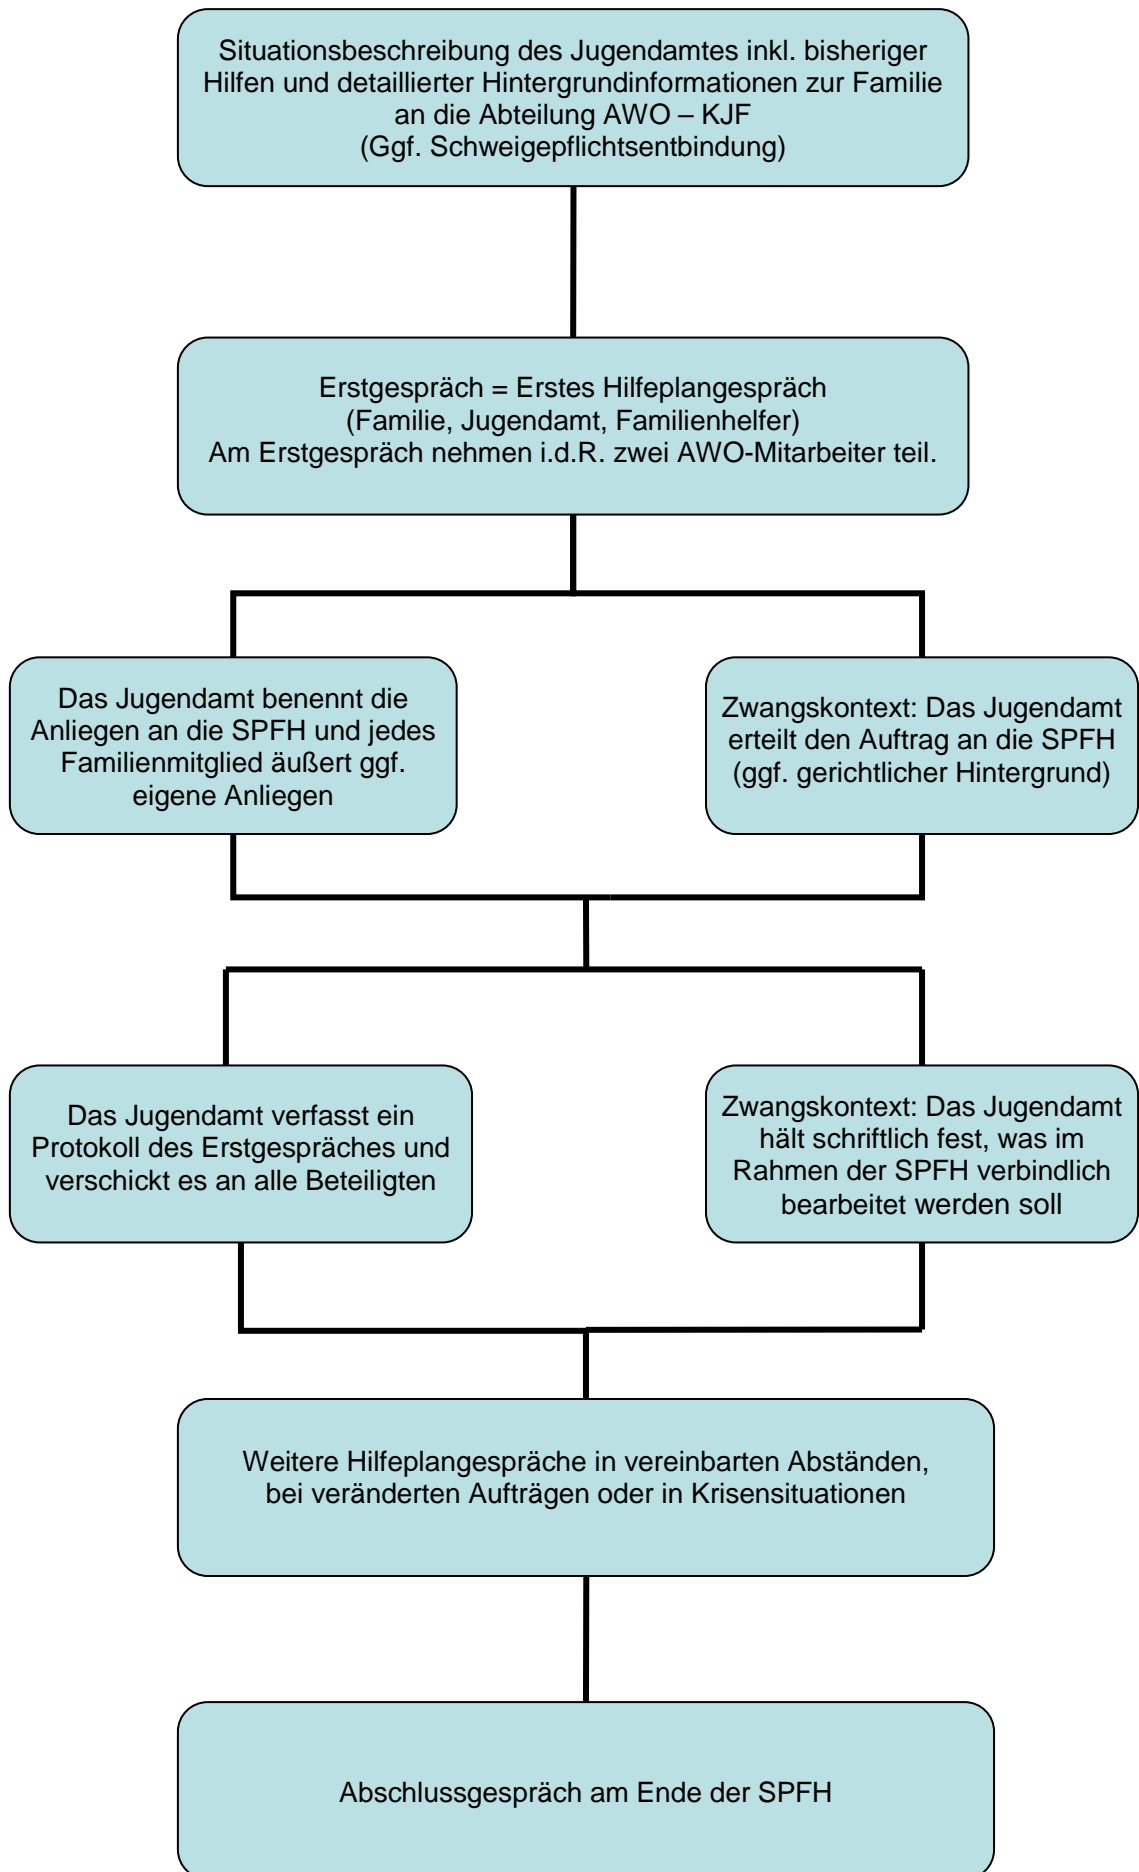 Situationsbeschreibung des Jugendamtes inkl. bisheriger
Hilfen und detaillierter Hintergrundinformationen zur Familie
an die Abteilung AWO – KJF
(Ggf. Schweigepflichtsentbindung)
Erstgespräch = Erstes Hilfeplangespräch
(Familie, Jugendamt, Familienhelfer)
Am Erstgespräch nehmen i.d.R. zwei AWO-Mitarbeiter teil.
Das Jugendamt benennt die
Anliegen an die SPFH und jedes
Familienmitglied äußert ggf.
eigene Anliegen
Zwangskontext: Das Jugendamt
erteilt den Auftrag an die SPFH
(ggf. gerichtlicher Hintergrund)
Das Jugendamt verfasst ein
Protokoll des Erstgespräches und
verschickt es an alle Beteiligten
Zwangskontext: Das Jugendamt
hält schriftlich fest, was im
Rahmen der SPFH verbindlich
bearbeitet werden soll
Weitere Hilfeplangespräche in vereinbarten Abständen,
bei veränderten Aufträgen oder in Krisensituationen
Abschlussgespräch am Ende der SPFH